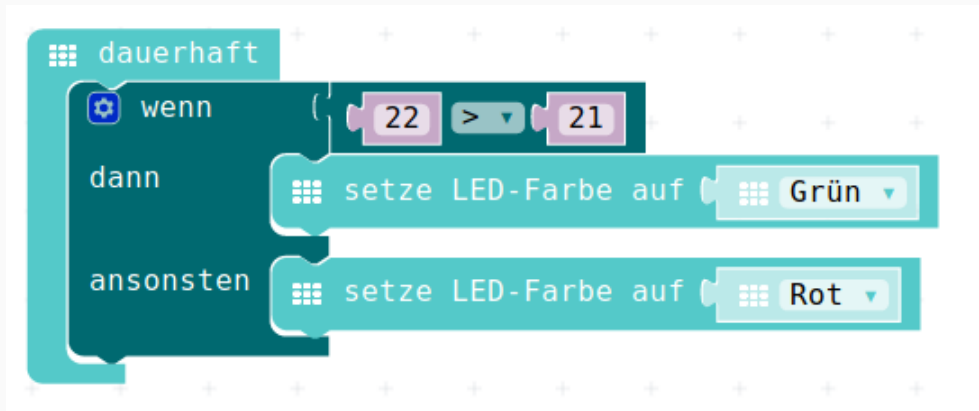 dauerhaft
wenn 22 > 21
dann setze LED-Farbe auf Grün
ansonsten setze LED-Farbe auf Rot